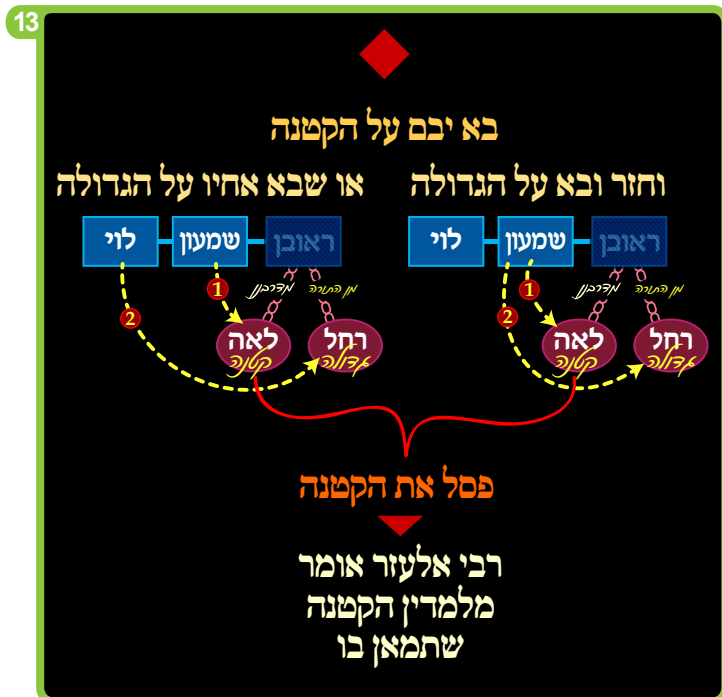 13
בא יבם על הקטנה
וחזר ובא על הגדולה
או שבא אחיו על הגדולה
ראובן
שמעון
לוי
מן התורה
מדרבנן
1
2
רחל
גדולה
לאה
קטנה
ראובן
שמעון
לוי
מן התורה
מדרבנן
1
2
רחל
גדולה
לאה
קטנה
פסל את הקטנה
רבי אלעזר אומר
מלמדין הקטנה
שתמאן בו